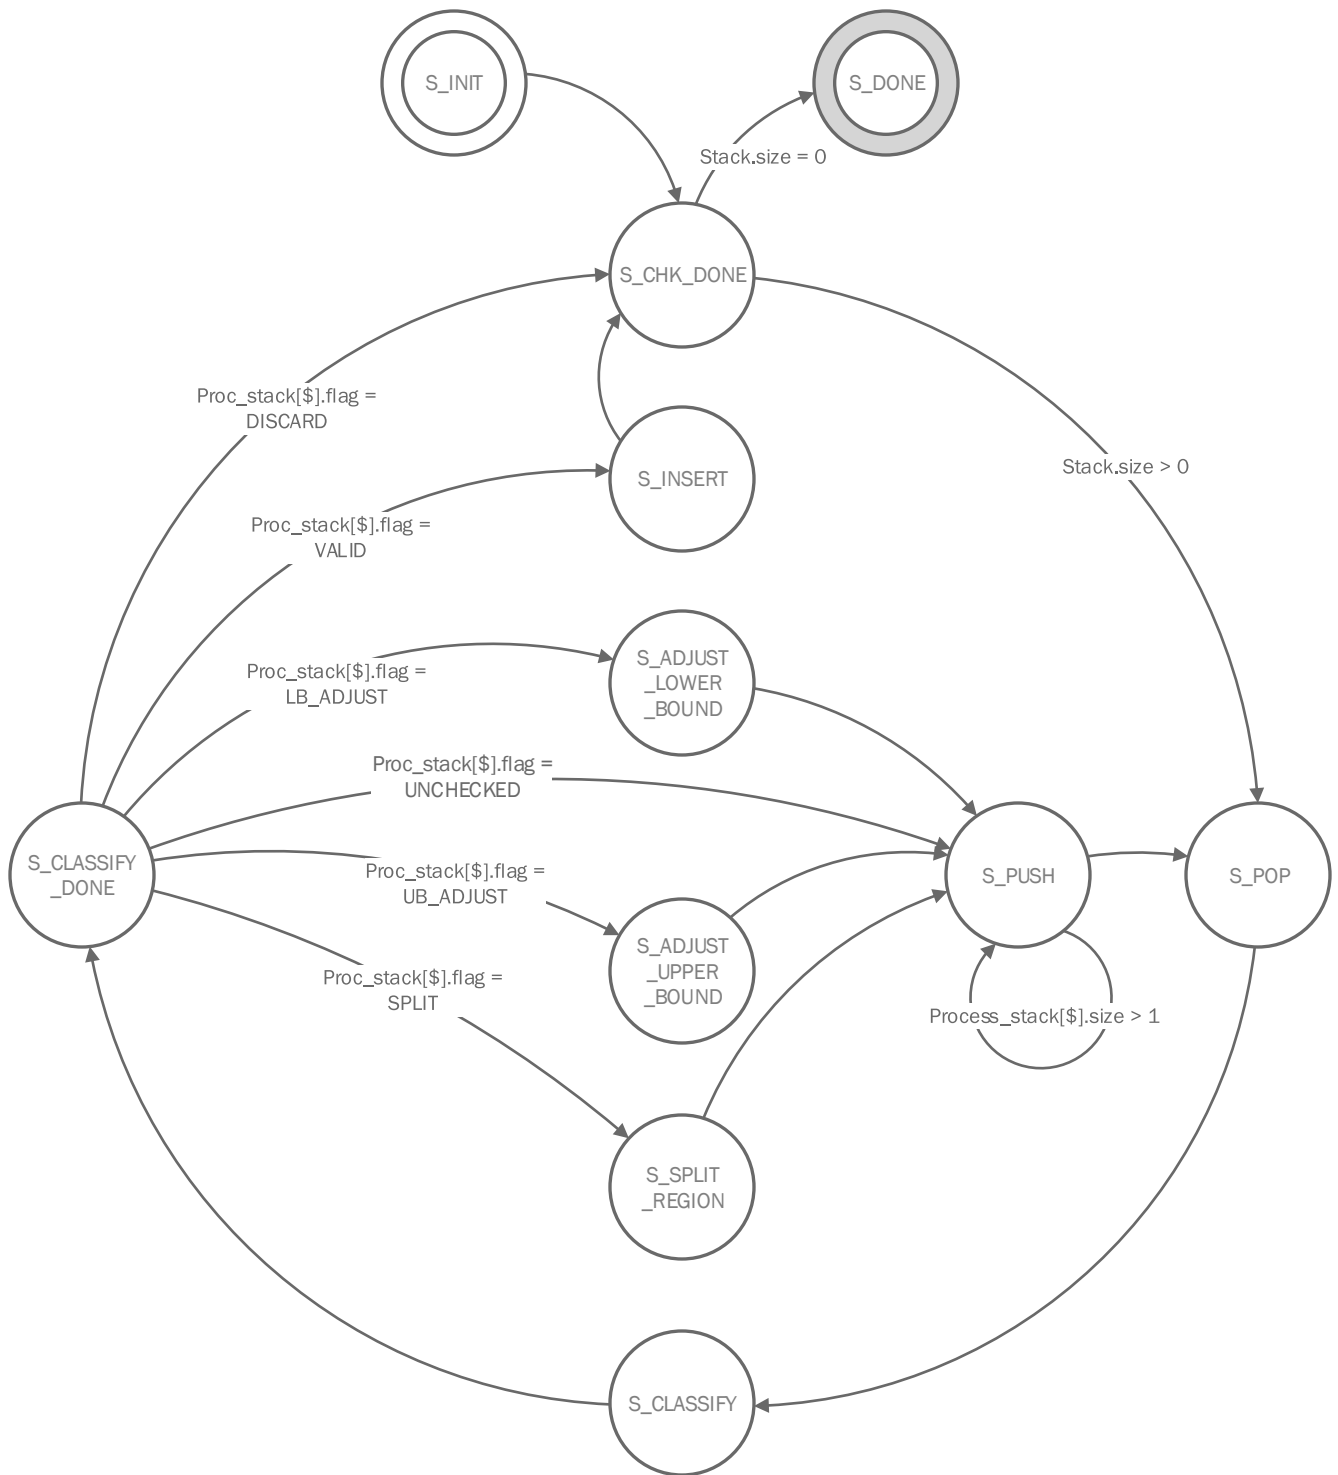 S_INIT
S_DONE
Stack.size = 0
S_CHK_DONE
Proc_stack[$].flag =
DISCARD
Stack.size > 0
S_INSERT
Proc_stack[$].flag =
VALID
S_ADJUST
_LOWER
_BOUND
Proc_stack[$].flag =
LB_ADJUST
Proc_stack[$].flag =
UNCHECKED
S_CLASSIFY
_DONE
Proc_stack[$].flag =
UB_ADJUST
S_PUSH
S_POP
S_ADJUST
_UPPER
_BOUND
Proc_stack[$].flag =
SPLIT
Process_stack[$].size > 1
S_SPLIT
_REGION
S_CLASSIFY